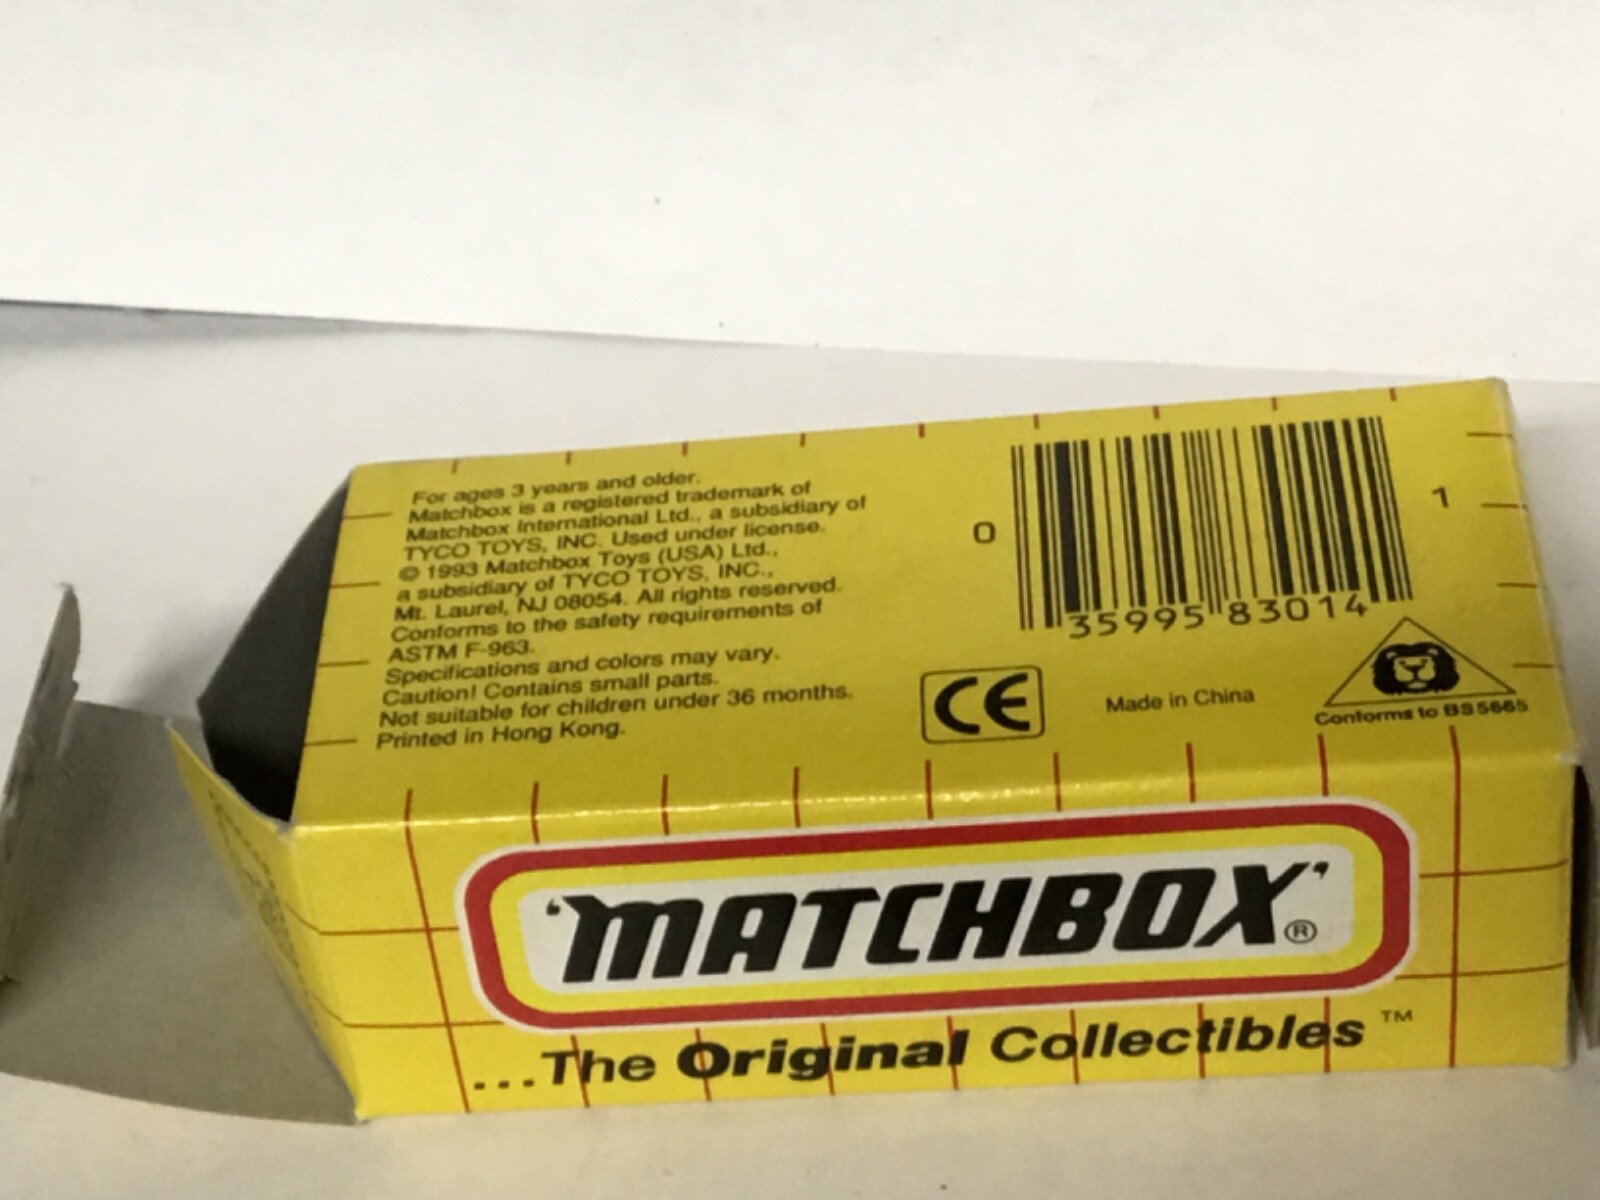 For ages 3 years and older.
Matchbox is a registered trademark of
Matchbox International Ltd., a subsidiary of
TYCO TOYS, INC. Used under license.
© 1993 Matchbox Toys (USA) Ltd.,
a subsidiary of TYCO TOYS, INC.,
Mt. Laurel, NJ 08054. All rights reserved.
Conforms to the safety requirements of
ASTM F-963.
Specifications and colors may vary.
Caution! Contains small parts.
Not suitable for children under 36 months.
Printed in Hong Kong.
0 35995 83014 1
CE
Made in China
Conforms to BS 5665
'MATCHBOX'®
...The Original Collectibles™